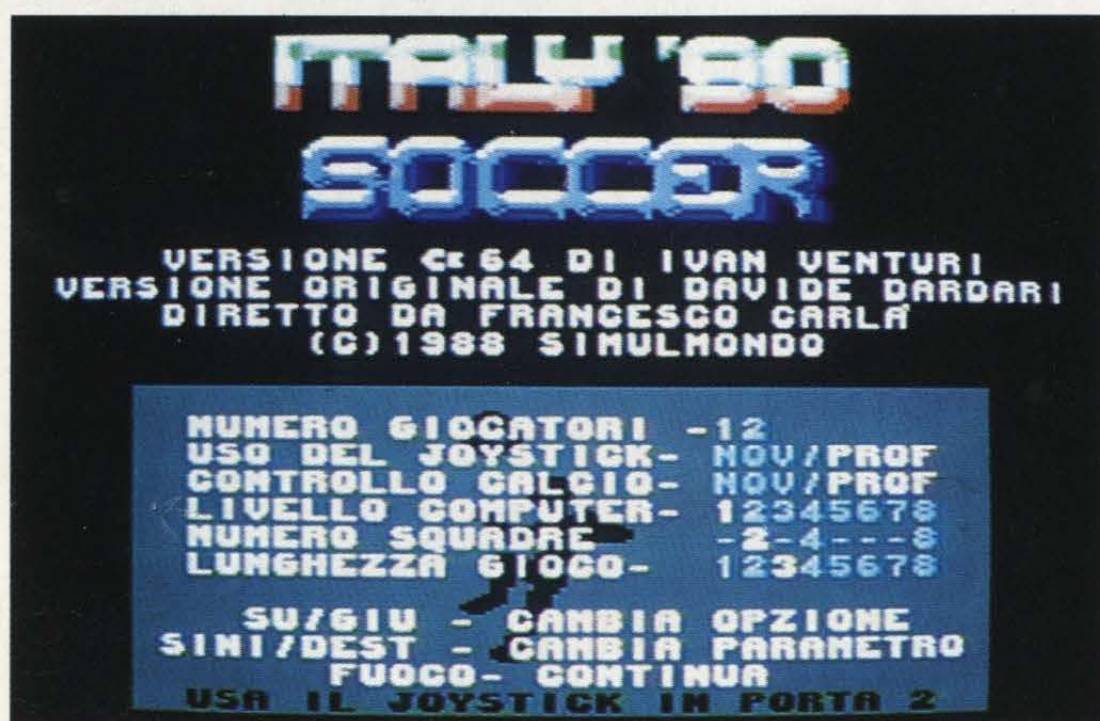 ITALY '90
SOCCER
VERSIONE C= 64 DI IVAN VENTURI
VERSIONE ORIGINALE DI DAVIDE DARDARI
DIRETTO DA FRANCESCO CARLA'
(C)1988 SIMULMONDO
NUMERO GIOCATORI -12
USO DEL JOYSTICK- NOV/PROF
CONTROLLO CALCIO- NOV/PROF
LIVELLO COMPUTER- 12345678
NUMERO SQUADRE -2-4---8
LUNGHEZZA GIOCO- 12345678
SU/GIU - CAMBIA OPZIONE
SINI/DEST - CAMBIA PARAMETRO
FUOCO- CONTINUA
USA IL JOYSTICK IN PORTA 2